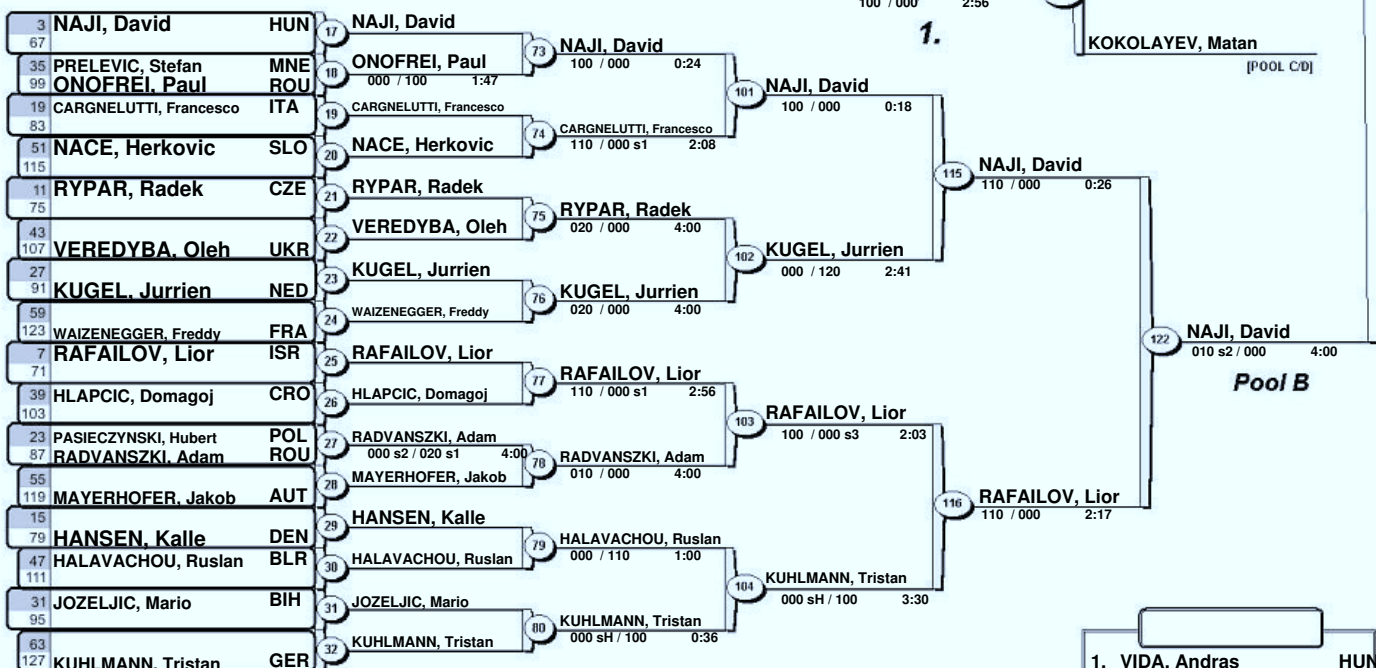 100 / 000 2:56
1.
KOKOLAYEV, Matan
[POOL C/D]
3 NAJI, David HUN
67
35 PRELEVIC, Stefan MNE
99 ONOFREI, Paul ROU
19 CARGNELUTTI, Francesco ITA
83
51 NACE, Herkovic SLO
115
11 RYPAR, Radek CZE
75
43
107 VEREDYBA, Oleh UKR
27
91 KUGEL, Jurrien NED
59
123 WAIZENEGGER, Freddy FRA
7 RAFAILOV, Lior ISR
71
39 HLAPCIC, Domagoj CRO
103
23 PASIECZYNSKI, Hubert POL
87 RADVANSZKI, Adam ROU
55
119 MAYERHOFER, Jakob AUT
15
79 HANSEN, Kalle DEN
47 HALAVACHOU, Ruslan BLR
111
31 JOZELJIC, Mario BIH
95
63
127 KUHLMANN, Tristan GER
17 NAJI, David
18 ONOFREI, Paul
000 / 100 1:47
19 CARGNELUTTI, Francesco
20 NACE, Herkovic
21 RYPAR, Radek
22 VEREDYBA, Oleh
23 KUGEL, Jurrien
24 WAIZENEGGER, Freddy
25 RAFAILOV, Lior
26 HLAPCIC, Domagoj
27 RADVANSZKI, Adam
000 s2 / 020 s1 4:00
28 MAYERHOFER, Jakob
29 HANSEN, Kalle
30 HALAVACHOU, Ruslan
31 JOZELJIC, Mario
32 KUHLMANN, Tristan
73 NAJI, David
100 / 000 0:24
74 CARGNELUTTI, Francesco
110 / 000 s1 2:08
75 RYPAR, Radek
020 / 000 4:00
76 KUGEL, Jurrien
020 / 000 4:00
77 RAFAILOV, Lior
110 / 000 s1 2:56
78 RADVANSZKI, Adam
010 / 000 4:00
79 HALAVACHOU, Ruslan
000 / 110 1:00
80 KUHLMANN, Tristan
000 sH / 100 0:36
101 NAJI, David
100 / 000 0:18
102 KUGEL, Jurrien
000 / 120 2:41
103 RAFAILOV, Lior
100 / 000 s3 2:03
104 KUHLMANN, Tristan
000 sH / 100 3:30
115 NAJI, David
110 / 000 0:26
116 RAFAILOV, Lior
110 / 000 2:17
122 NAJI, David
010 s2 / 000 4:00
Pool B
1. VIDA, Andras HUN